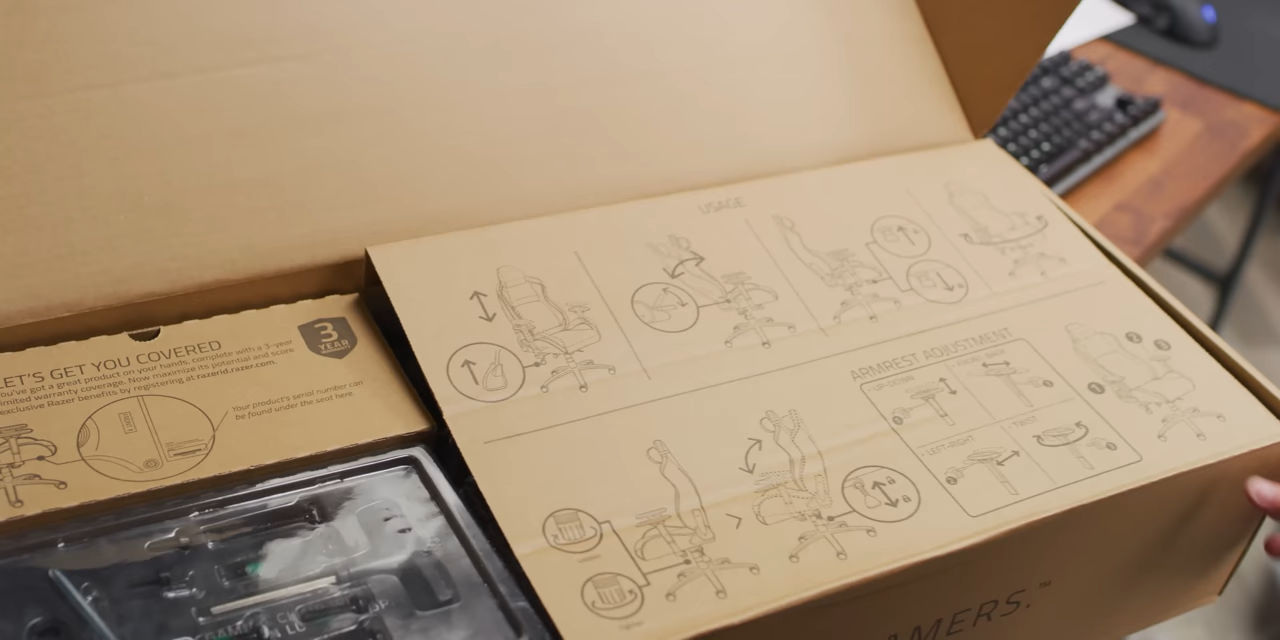 USAGE
3
YEAR
LET'S GET YOU COVERED
You've got a great product on your hands, complete with a 3-year
limited warranty coverage. Now maximize its potential and score
exclusive Razer benefits by registering at razerid.razer.com.
Your product's serial number can
be found under the seat here.
ARMREST ADJUSTMENT
• UP-DOWN
• LEFT-RIGHT
TWIST
AMERS.™